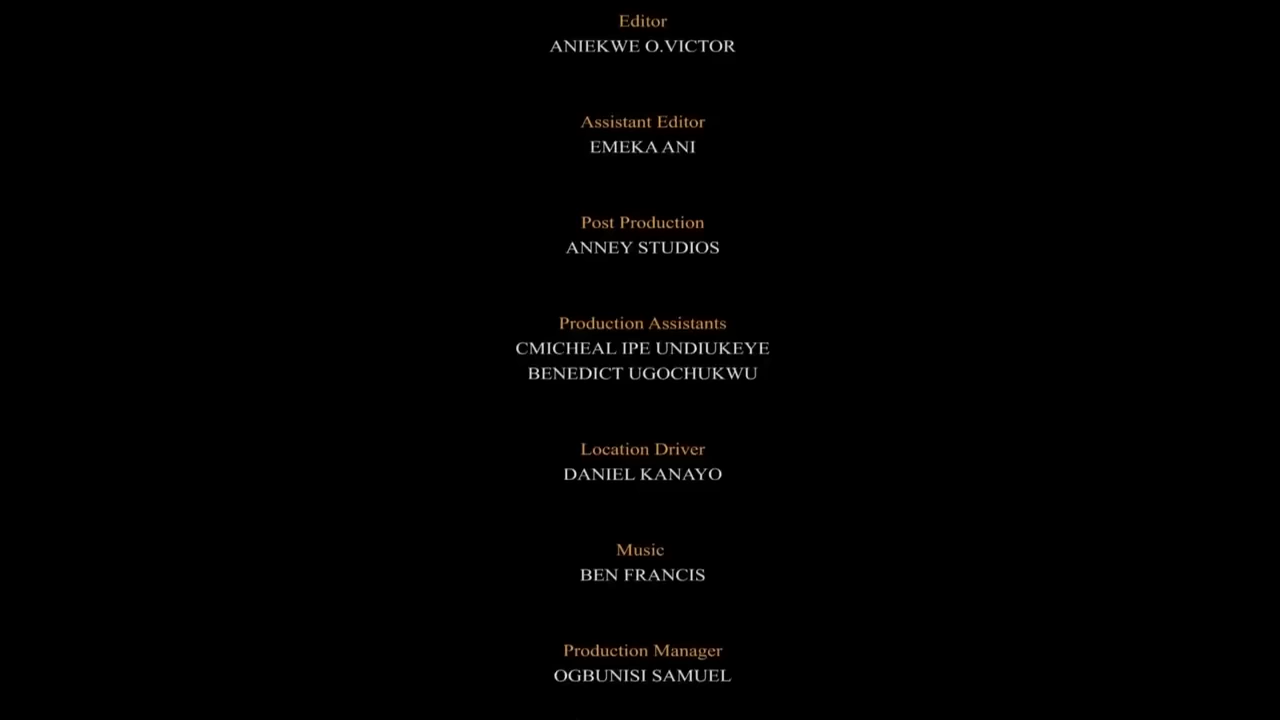 Editor
ANIEKWE O.VICTOR
Assistant Editor
EMEKA ANI
Post Production
ANNEY STUDIOS
Production Assistants
CMICHEAL IPE UNDIUKEYE
BENEDICT UGOCHUKWU
Location Driver
DANIEL KANAYO
Music
BEN FRANCIS
Production Manager
OGBUNISI SAMUEL